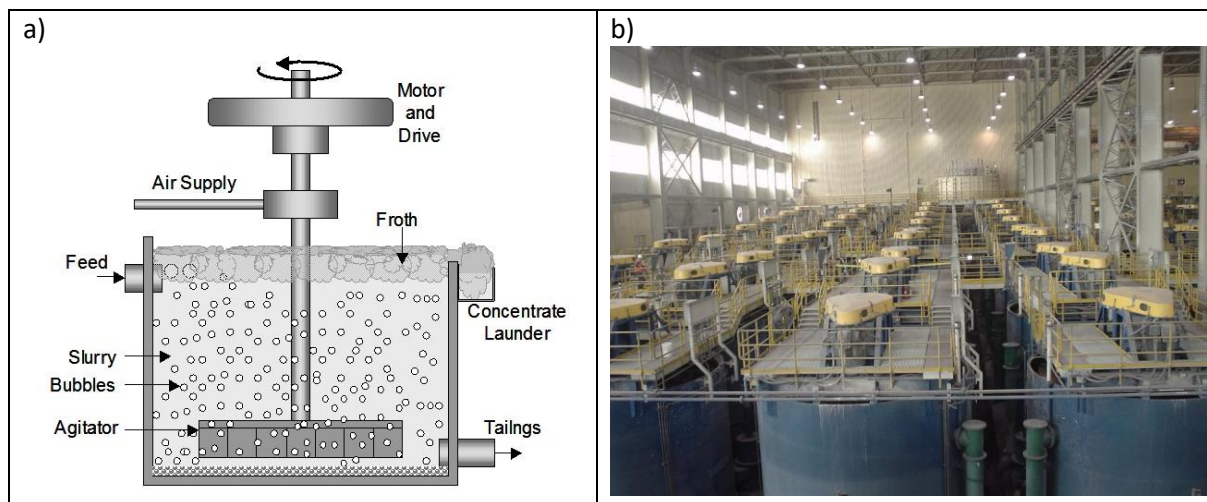 a)
Motor
and
Drive
Air Supply
Froth
Feed
Concentrate
Launder
Slurry
Bubbles
Agitator
Tailngs
b)